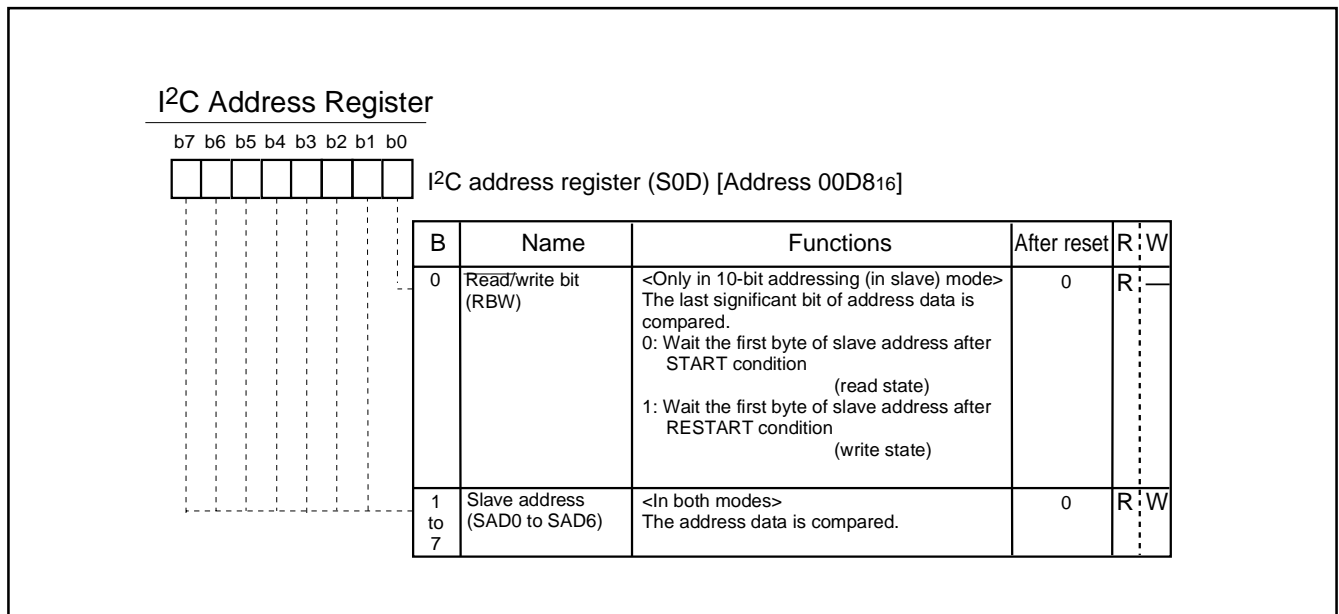 I²C Address Register
b7 b6 b5 b4 b3 b2 b1 b0
I²C address register (S0D) [Address 00D8₁₆]
B Name Functions After reset R W
0 Read/write bit (RBW) <Only in 10-bit addressing (in slave) mode> 0 R —
The last significant bit of address data is
compared.
0: Wait the first byte of slave address after
START condition
(read state)
1: Wait the first byte of slave address after
RESTART condition
(write state)
1 to 7 Slave address (SAD0 to SAD6) <In both modes> 0 R W
The address data is compared.